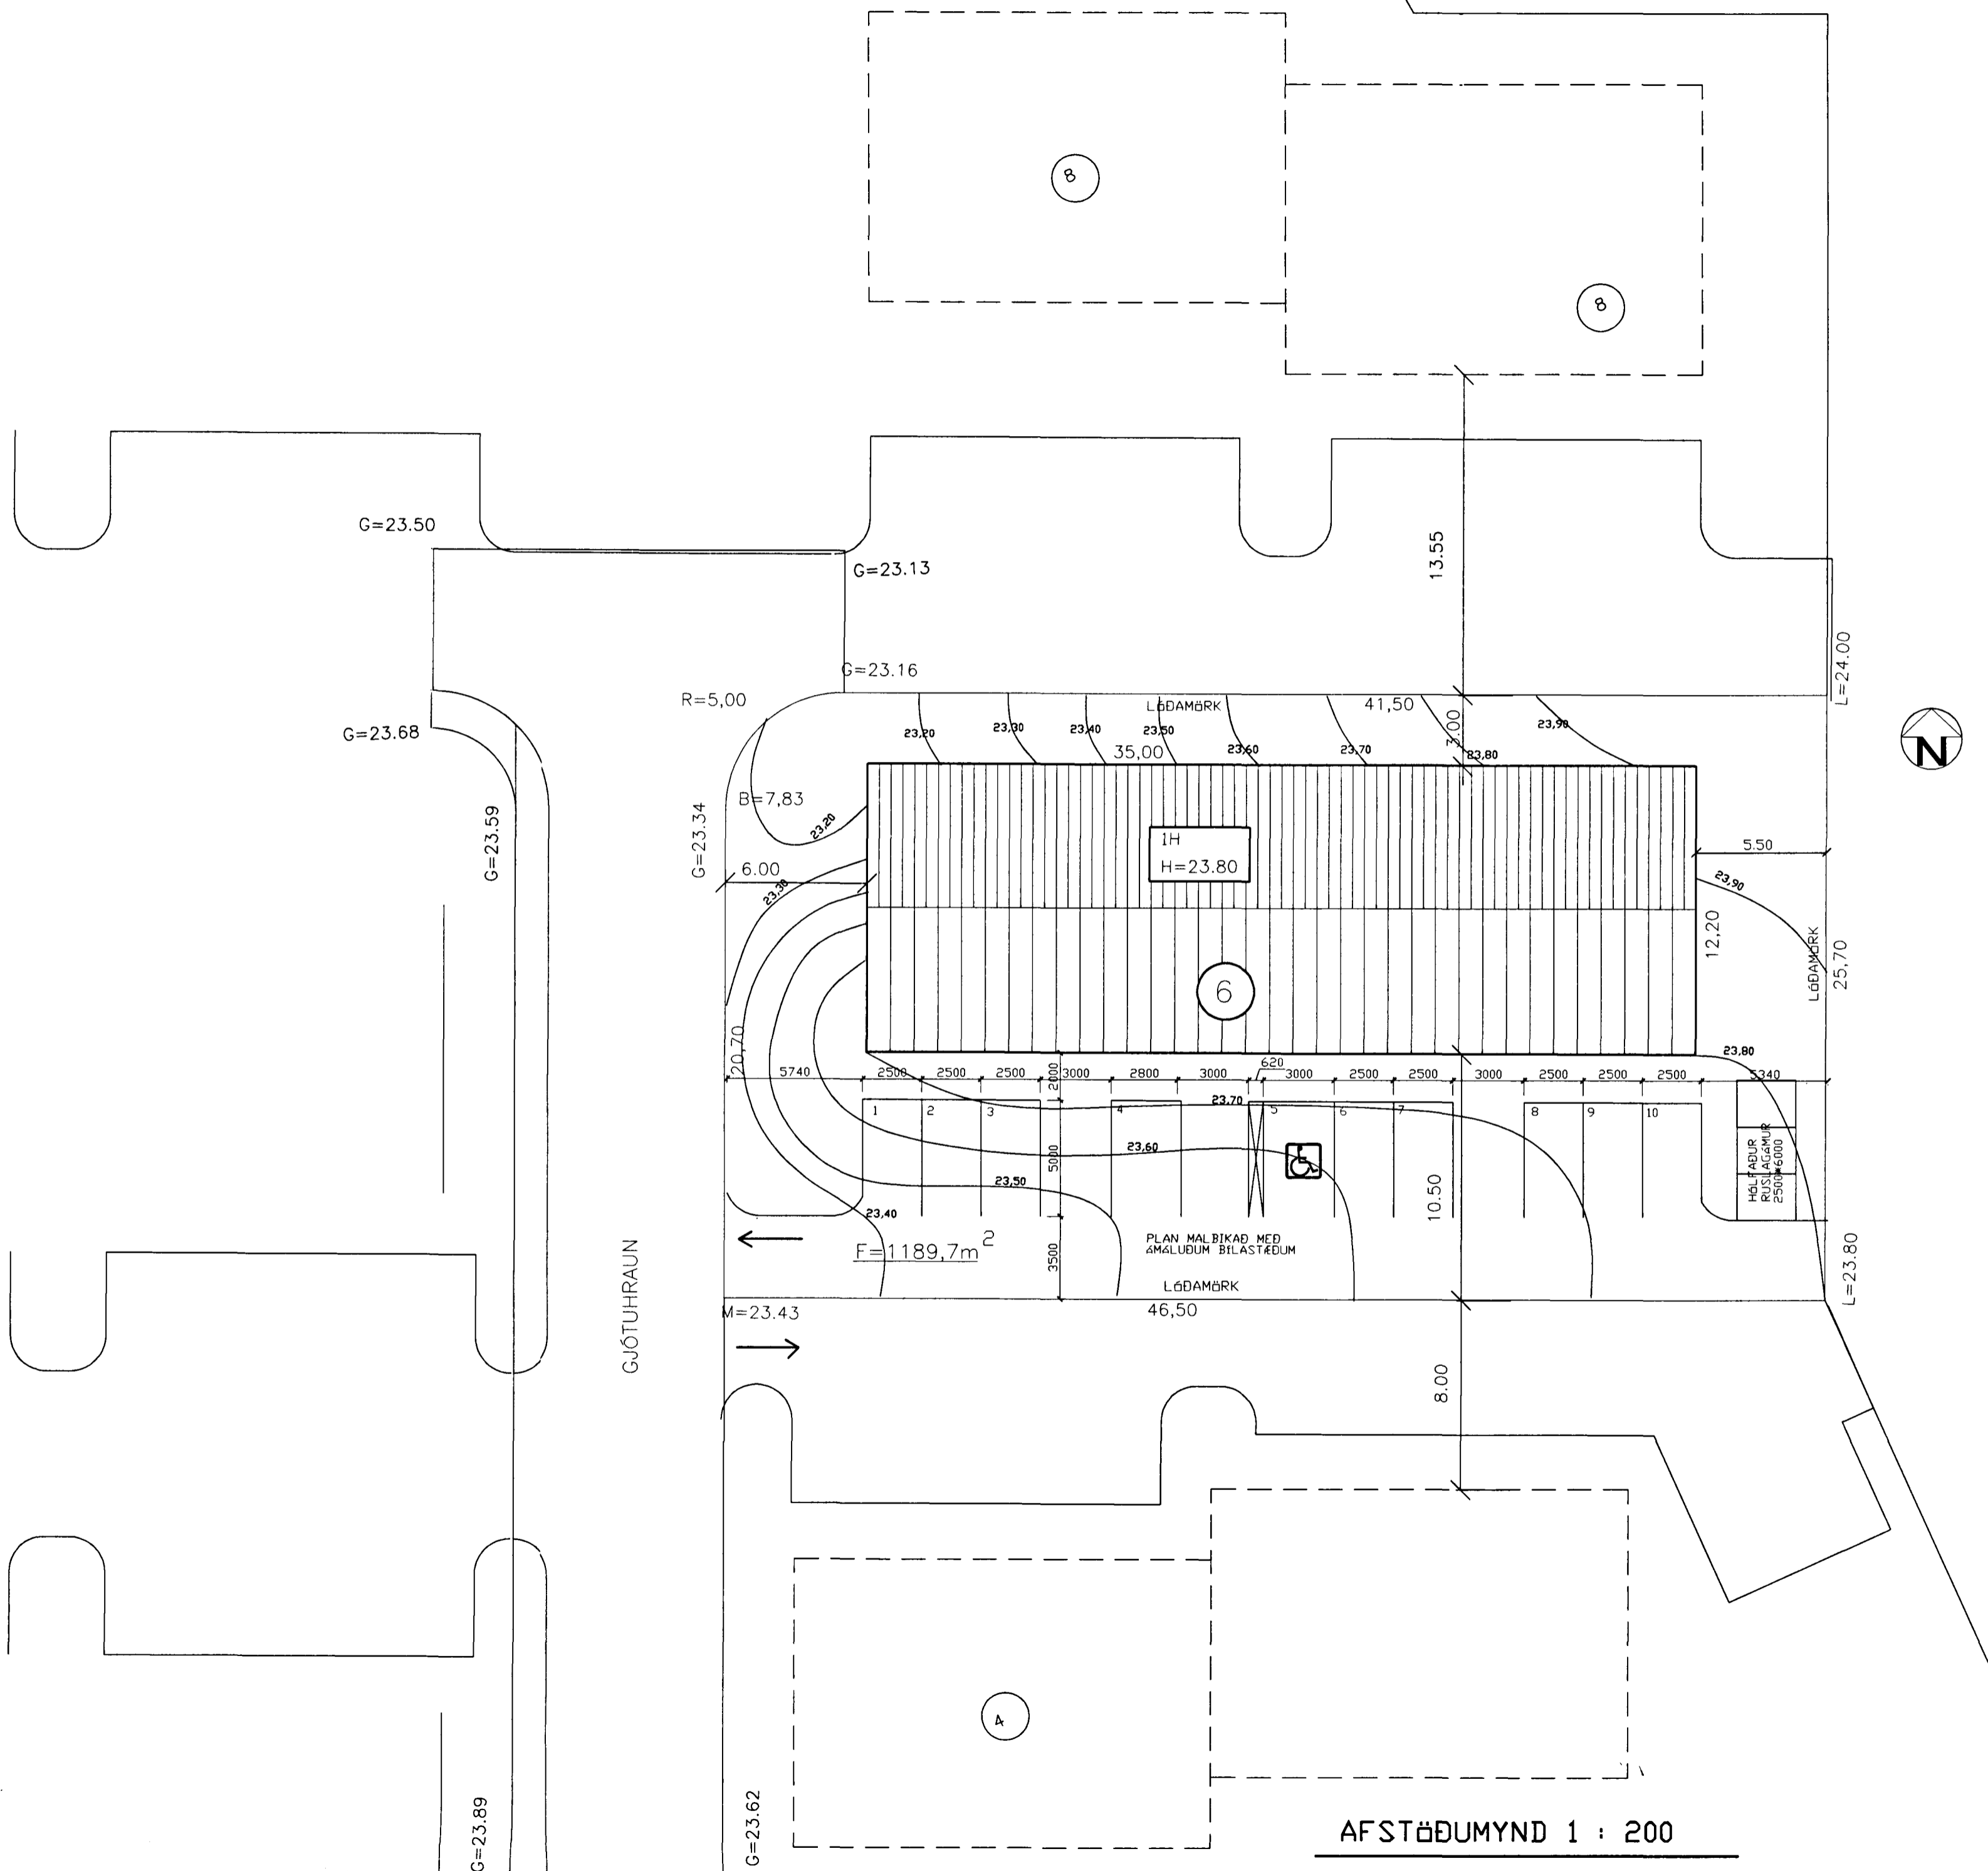 8
8
13.55
G=23.50
G=23.13
G=23.16
L=24.00
R=5,00
LÓÐAMÖRK
41,50
3.00
G=23.68
23,20
23,30
23,40
23,50
23,60
23,70
23,80
23,90
35,00
N
B=7,83
23,20
G=23.34
G=23.59
1H
H=23.80
5.50
6.00
23,30
23,90
12,20
LÓÐAMÖRK
25,70
6
20,70
23,80
620
5740
2500
2500
2500
2000
3000
2800
3000
3000
2500
2500
3000
2500
2500
2500
5340
1
2
3
4
5
6
7
8
9
10
23,70
23,60
23,50
23,40
5000
10.50
HÁLFAÐUR
RUSLAGÁMUR
2500*6000
F=1189,7m2
3500
PLAN MALBIKAÐ MEÐ
ÁMÁLUÐUM BÍLASTÆÐUM
LÓÐAMÖRK
L=23.80
GJÓTUHRAUN
M=23.43
46,50
8.00
4
G=23.89
G=23.62
AFSTÖÐUMYND 1 : 200